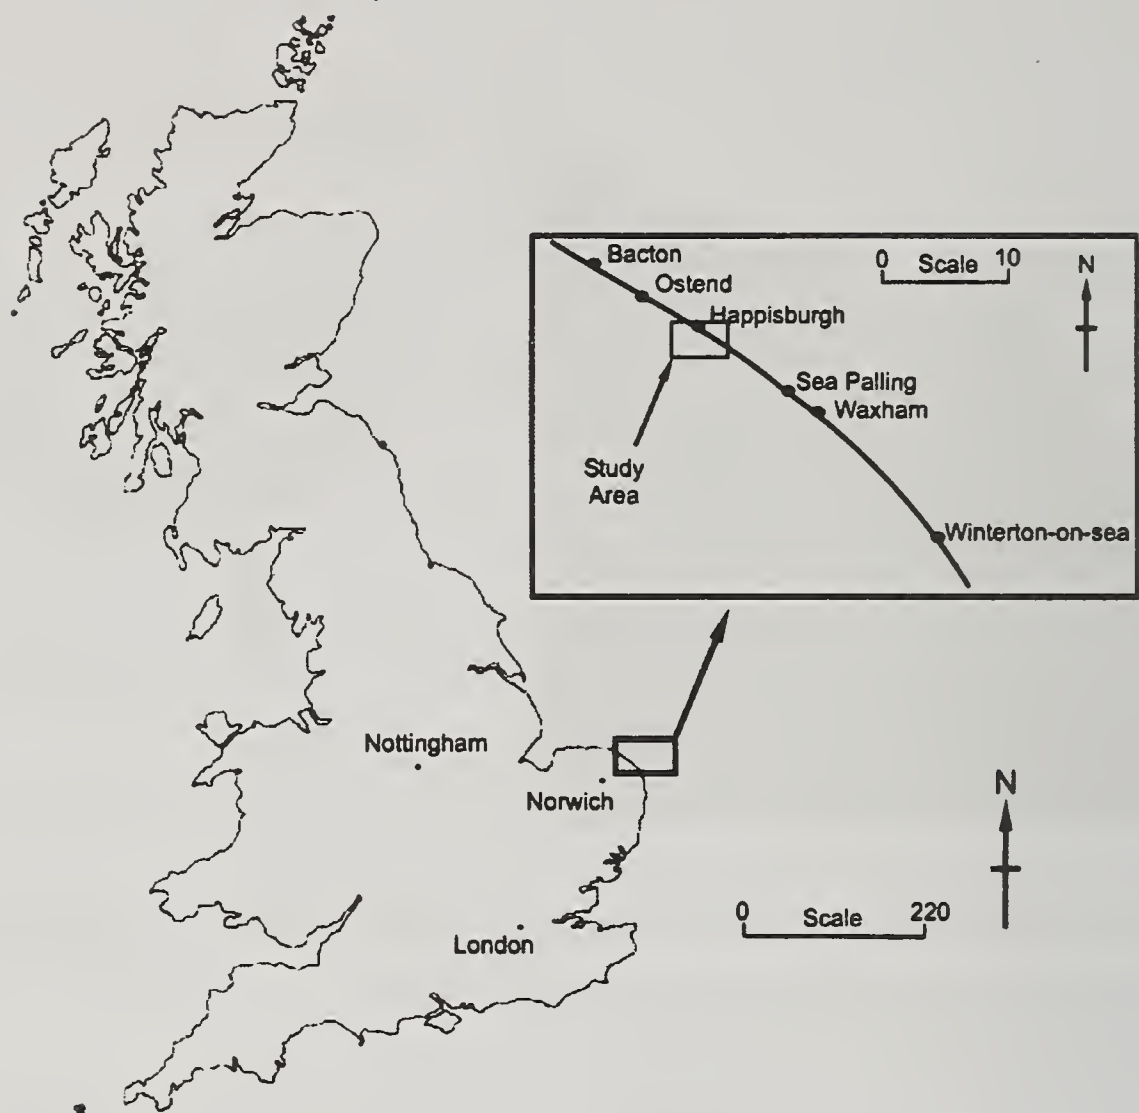 Bacton
0 Scale 10
N
Ostend
Happisburgh
Sea Palling
Waxham
Study
Area
Winterton-on-sea
Nottingham
Norwich
N
0 Scale 220
London